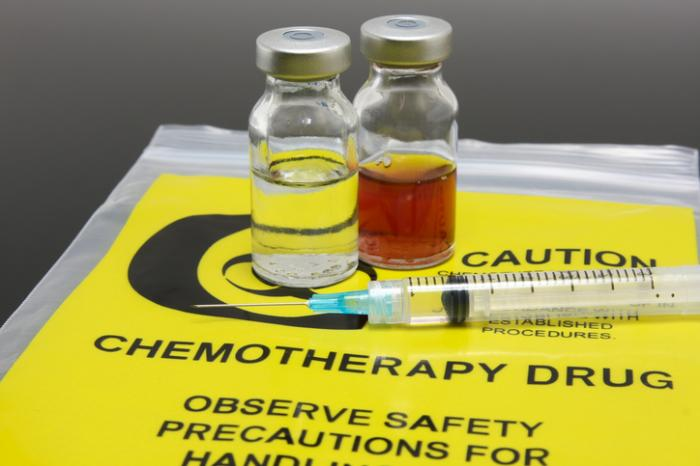 CAUTION
ESTABLISHED
PROCEDURES.
CHEMOTHERAPY DRUG
OBSERVE SAFETY
PRECAUTIONS FOR